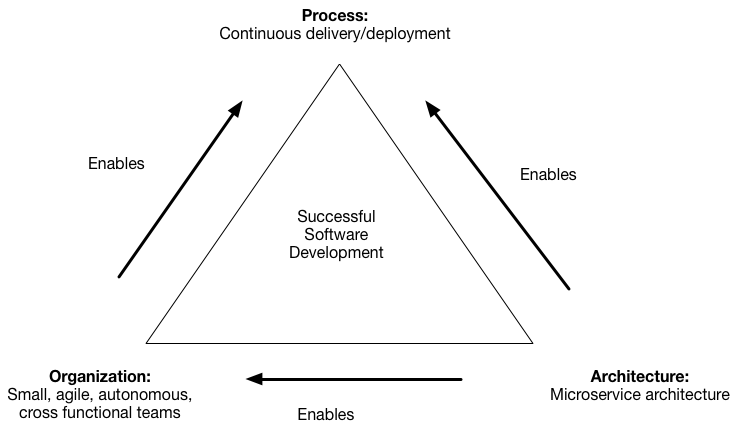 Process:
Continuous delivery/deployment
Enables
Enables
Successful
Software
Development
Organization:
Small, agile, autonomous,
cross functional teams
Architecture:
Microservice architecture
Enables